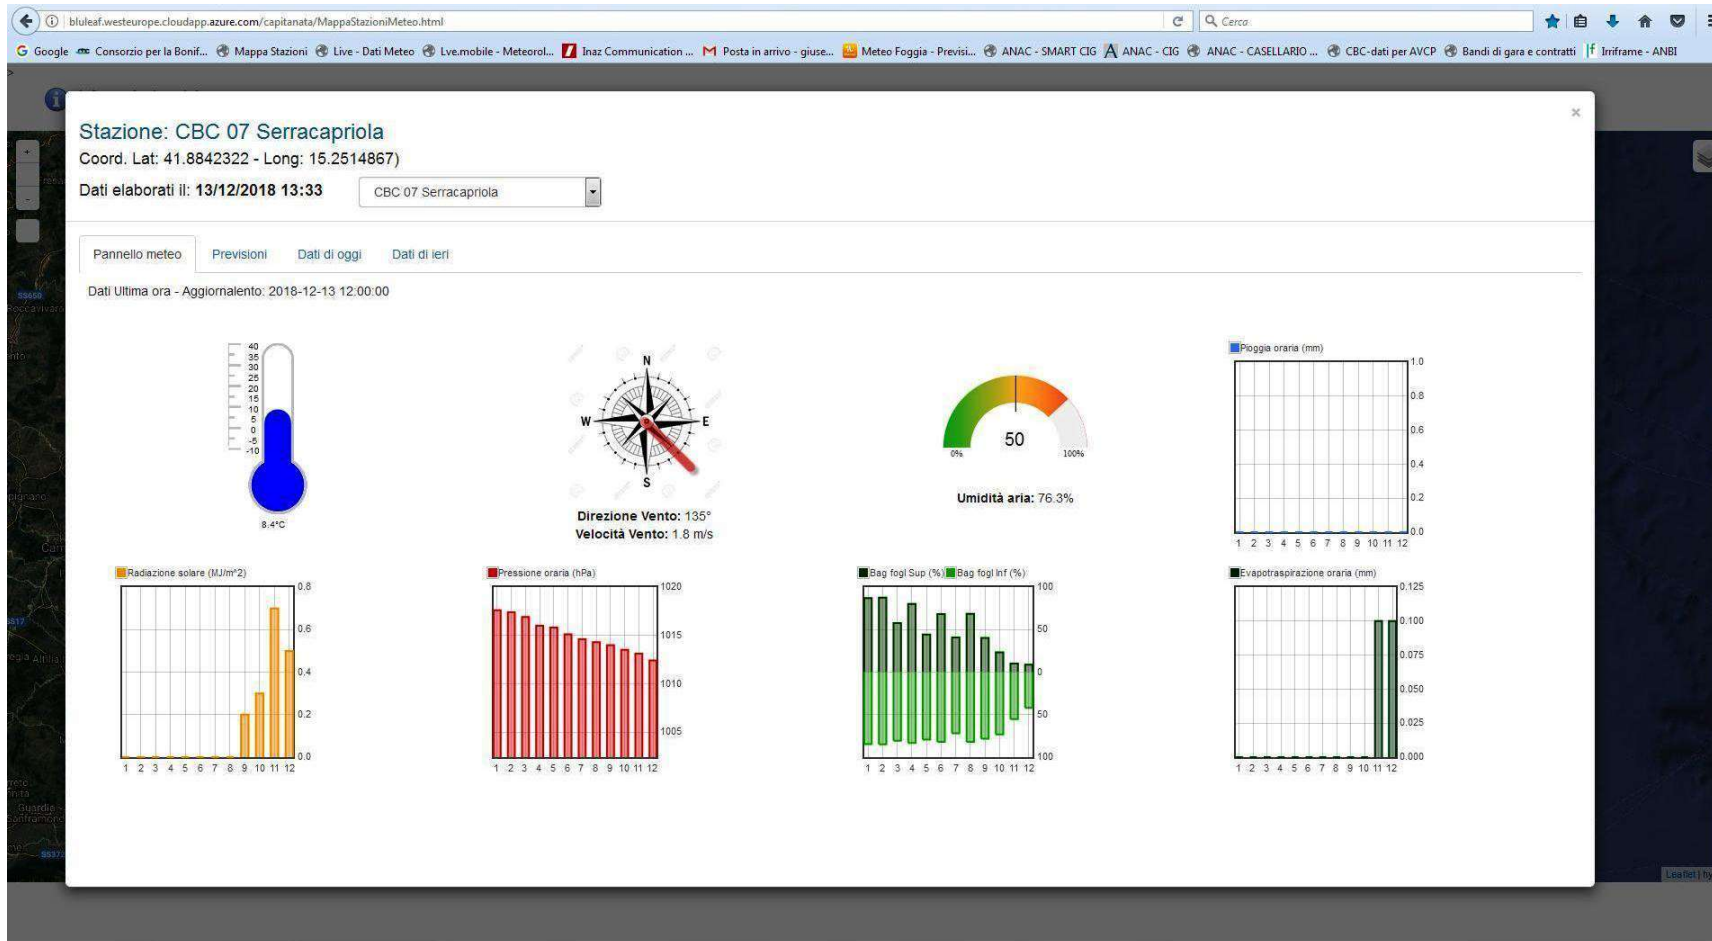 bluleaf.westeurope.cloudapp.azure.com/capitanata/MappaStazioniMeteo.html
Cerca
Google Consorzio per la Bonif... Mappa Stazioni Live - Dati Meteo Lve.mobile - Meteorol... Inaz Communication ... Posta in arrivo - giuse... Meteo Foggia - Previsi... ANAC - SMART CIG ANAC - CIG ANAC - CASELLARIO ... CBC-dati per AVCP Bandi di gara e contratti Irriframe - ANBI
×
Stazione: CBC 07 Serracapriola
Coord. Lat: 41.8842322 - Long: 15.2514867)
Dati elaborati il: 13/12/2018 13:33
CBC 07 Serracapriola
Pannello meteo Previsioni Dati di oggi Dati di ieri
Dati Ultima ora - Aggiornalento: 2018-12-13 12:00:00
40
35
30
25
20
15
10
5
0
-5
-10
8.4°C
N
W E
S
Direzione Vento: 135°
Velocità Vento: 1.8 m/s
50
0% 100%
Umidità aria: 76.3%
Pioggia oraria (mm)
1.0
0.8
0.6
0.4
0.2
0.0
1 2 3 4 5 6 7 8 9 10 11 12
Radiazione solare (MJ/m^2)
0.8
0.6
0.4
0.2
0.0
1 2 3 4 5 6 7 8 9 10 11 12
Pressione oraria (hPa)
1020
1015
1010
1005
1 2 3 4 5 6 7 8 9 10 11 12
Bag fogl Sup (%) Bag fogl Inf (%)
100
50
0
50
100
1 2 3 4 5 6 7 8 9 10 11 12
Evapotraspirazione oraria (mm)
0.125
0.100
0.075
0.050
0.025
0.000
1 2 3 4 5 6 7 8 9 10 11 12
SS650
SS17
Leaflet | hy